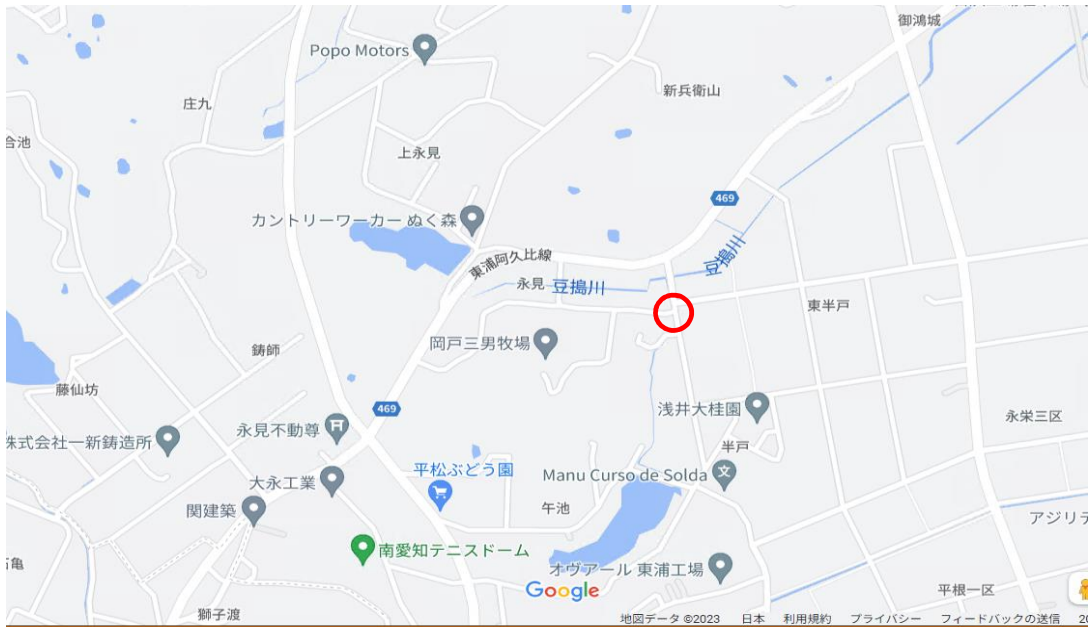 御鴻城
Popo Motors
新兵衛山
庄九
合池
上永見
469
カントリーワーカー ぬく森
豆搗川
東浦阿久比線
永見
豆搗川
東半戸
岡戸三男牧場
鋳師
藤仙坊
469
浅井大桂園
永栄三区
永見不動尊
株式会社一新鋳造所
半戸
平松ぶどう園
Manu Curso de Solda
文
大永工業
関建築
午池
アジリテ
南愛知テニスドーム
石亀
オヴァール 東浦工場
Google
平根一区
獅子渡
地図データ ©2023 日本 利用規約 プライバシー フィードバックの送信 20